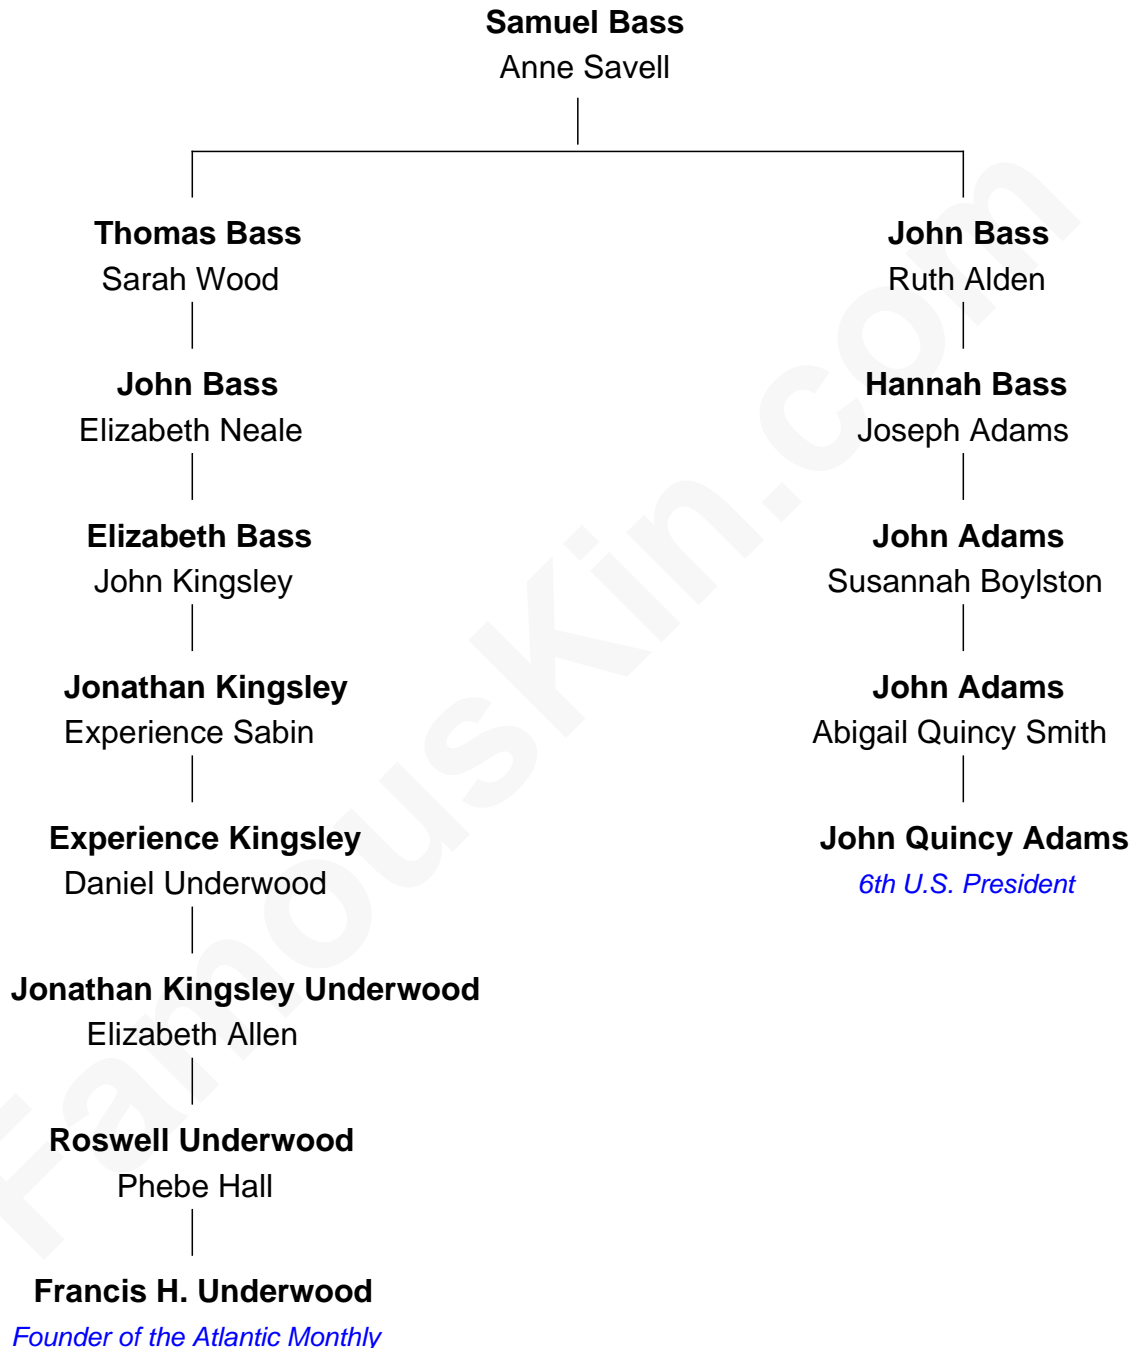 Samuel Bass
Anne Savell
Thomas Bass
Sarah Wood
John Bass
Elizabeth Neale
Elizabeth Bass
John Kingsley
Jonathan Kingsley
Experience Sabin
Experience Kingsley
Daniel Underwood
Jonathan Kingsley Underwood
Elizabeth Allen
Roswell Underwood
Phebe Hall
Francis H. Underwood
Founder of the Atlantic Monthly
John Bass
Ruth Alden
Hannah Bass
Joseph Adams
John Adams
Susannah Boylston
John Adams
Abigail Quincy Smith
John Quincy Adams
6th U.S. President
FamousKin.com